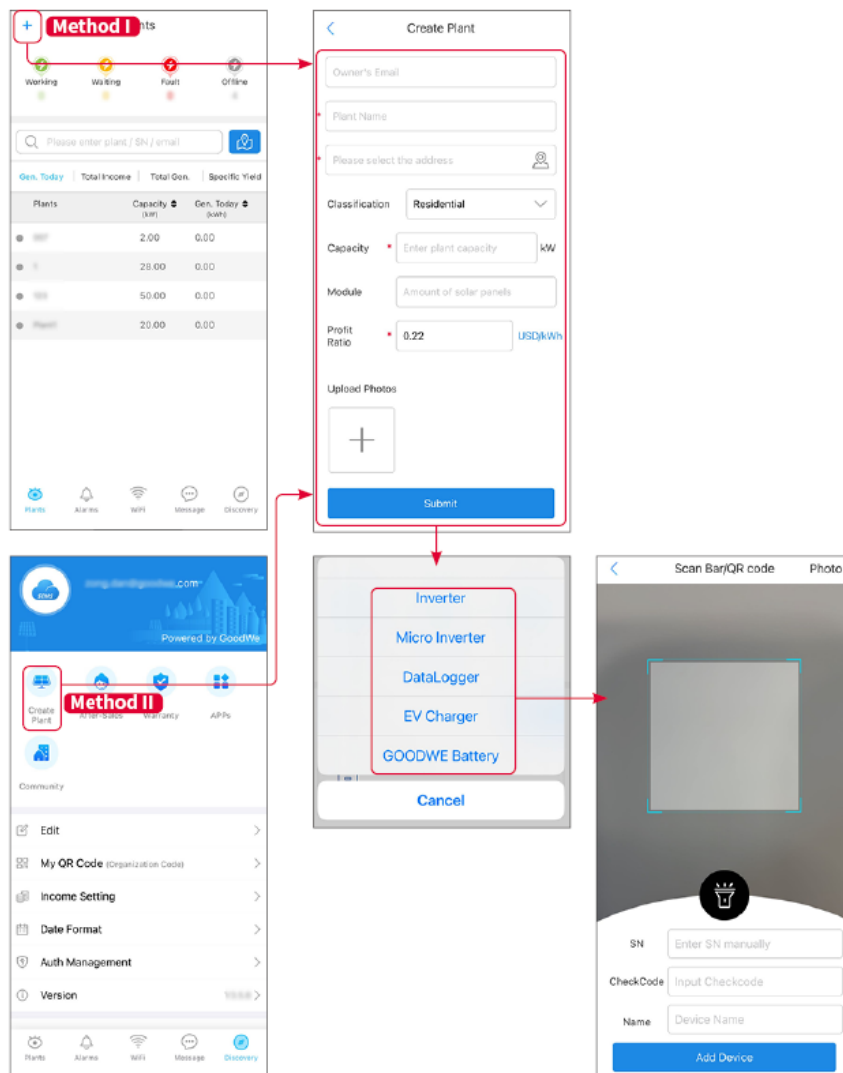 + Method I nts
Working Waiting Fault Offline
Please enter plant / SN / email
Gen. Today Total Income Total Gen. Specific Yield
Plants Capacity (kW) Gen. Today (kWh)
2.00 0.00
1 28.00 0.00
50.00 0.00
20.00 0.00
Plants Alarms WiFi Message Discovery
Create Plant
Owner's Email
* Plant Name
* Please select the address
Classification Residential
Capacity * Enter plant capacity kW
Module Amount of solar panels
Profit Ratio * 0.22 USD/kWh
Upload Photos
Submit
.com
Powered by GoodWe
Create Plant
Method II
After-Sales Warranty APPs
Community
Edit
My QR Code (Organization Code)
Income Setting
Date Format
Auth Management
Version
Plants Alarms WiFi Message Discovery
Inverter
Micro Inverter
DataLogger
EV Charger
GOODWE Battery
Cancel
Scan Bar/QR code Photo
SN Enter SN manually
CheckCode Input Checkcode
Name Device Name
Add Device